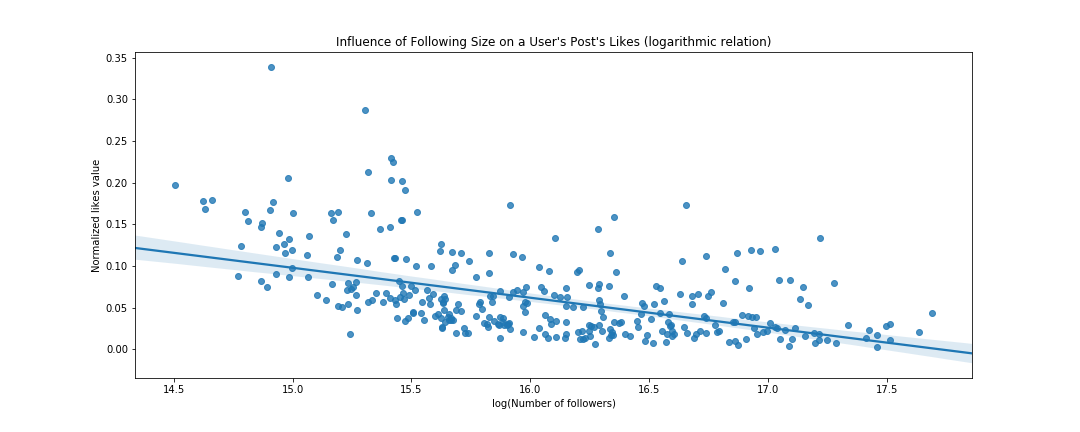 Influence of Following Size on a User's Post's Likes (logarithmic relation)
Normalized likes value
0.35
0.30
0.25
0.20
0.15
0.10
0.05
0.00
14.5 15.0 15.5 16.0 16.5 17.0 17.5
log(Number of followers)